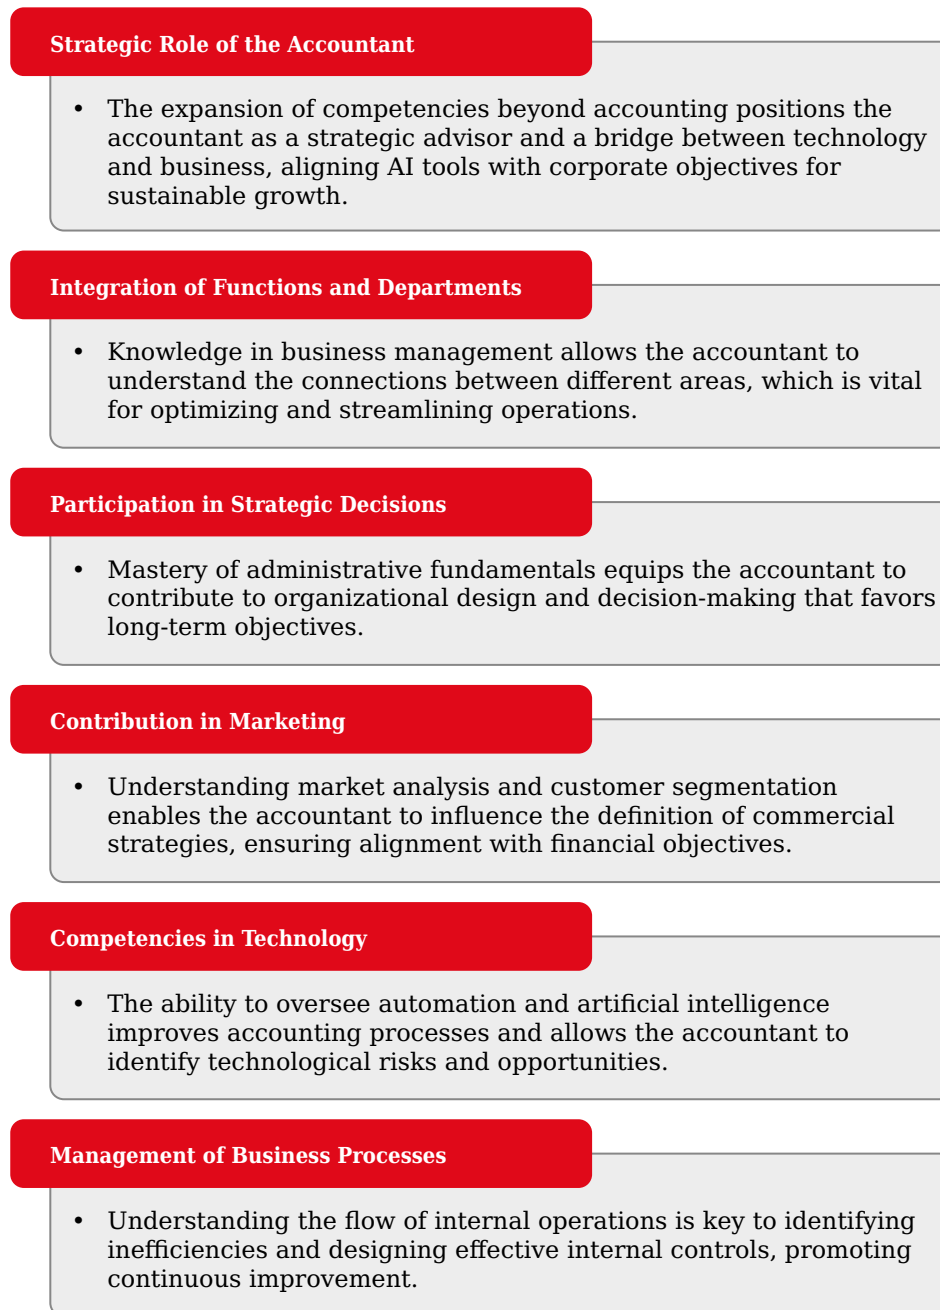 Strategic Role of the Accountant
• The expansion of competencies beyond accounting positions the
accountant as a strategic advisor and a bridge between technology
and business, aligning AI tools with corporate objectives for
sustainable growth.
Integration of Functions and Departments
• Knowledge in business management allows the accountant to
understand the connections between different areas, which is vital
for optimizing and streamlining operations.
Participation in Strategic Decisions
• Mastery of administrative fundamentals equips the accountant to
contribute to organizational design and decision-making that favors
long-term objectives.
Contribution in Marketing
• Understanding market analysis and customer segmentation
enables the accountant to influence the definition of commercial
strategies, ensuring alignment with financial objectives.
Competencies in Technology
• The ability to oversee automation and artificial intelligence
improves accounting processes and allows the accountant to
identify technological risks and opportunities.
Management of Business Processes
• Understanding the flow of internal operations is key to identifying
inefficiencies and designing effective internal controls, promoting
continuous improvement.